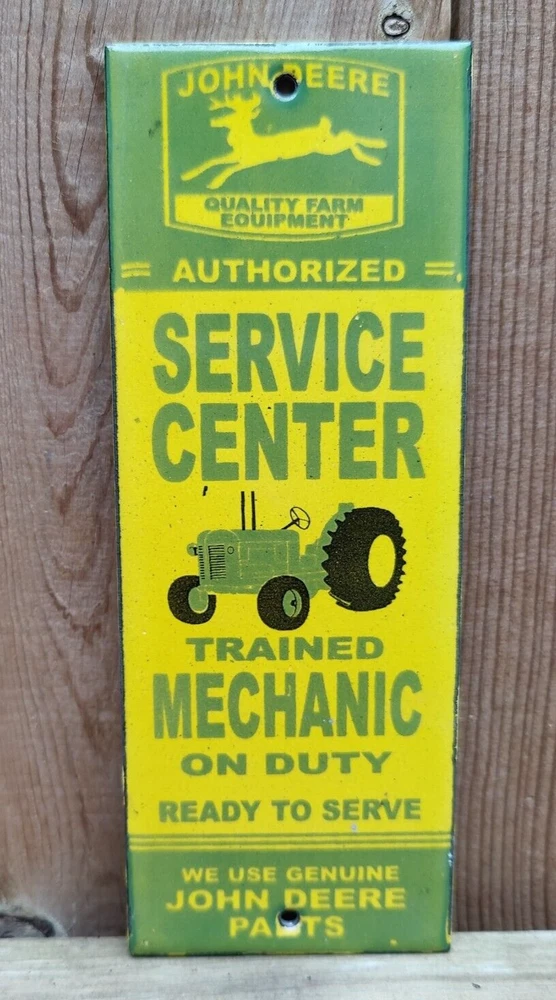 JOHN DEERE
QUALITY FARM
EQUIPMENT
= AUTHORIZED =
SERVICE
CENTER
TRAINED
MECHANIC
ON DUTY
READY TO SERVE
WE USE GENUINE
JOHN DEERE
PARTS